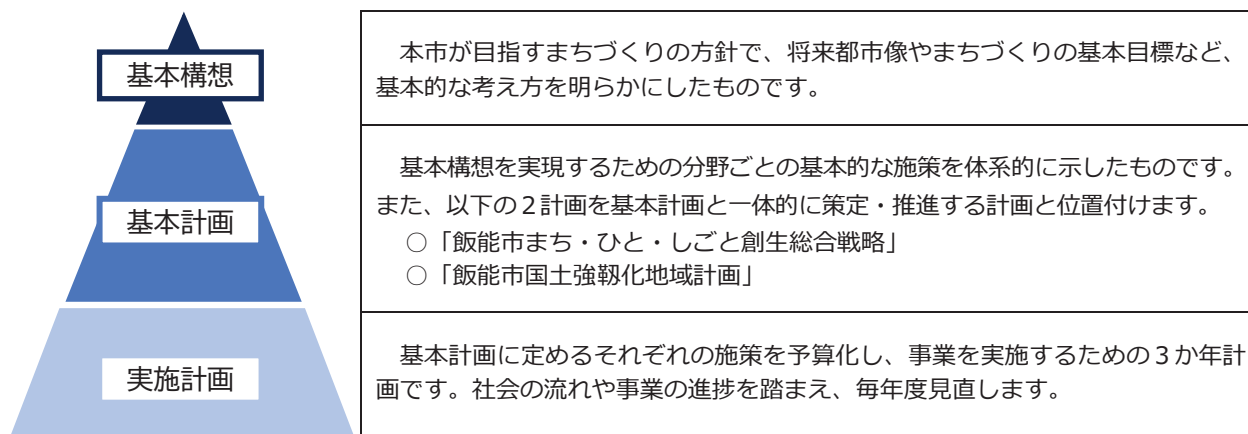 基本構想
本市が目指すまちづくりの方針で、将来都市像やまちづくりの基本目標など、
基本的な考え方を明らかにしたものです。
基本計画
基本構想を実現するための分野ごとの基本的な施策を体系的に示したものです。
また、以下の２計画を基本計画と一体的に策定・推進する計画と位置付けます。
○「飯能市まち・ひと・しごと創生総合戦略」
○「飯能市国土強靱化地域計画」
実施計画
基本計画に定めるそれぞれの施策を予算化し、事業を実施するための３か年計
画です。社会の流れや事業の進捗を踏まえ、毎年度見直します。